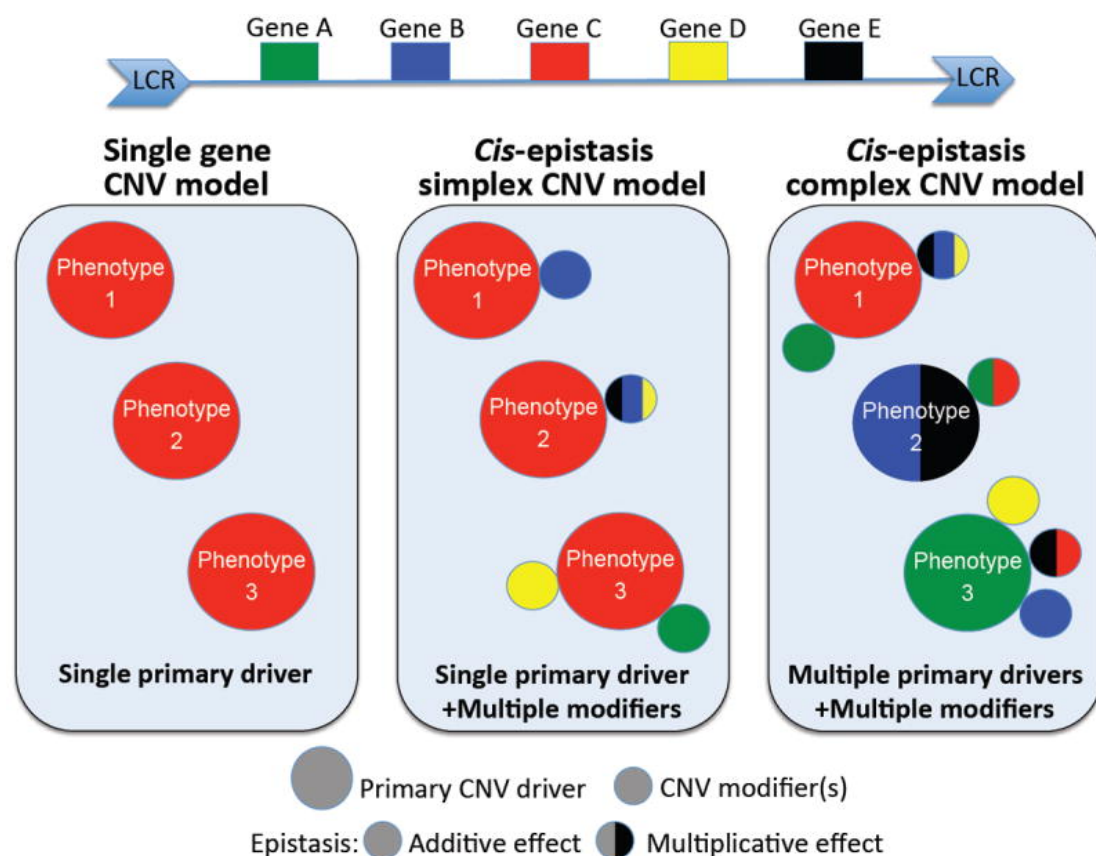 Gene A Gene B Gene C Gene D Gene E
LCR LCR
Single gene
CNV model
Phenotype
1
Phenotype
2
Phenotype
3
Single primary driver
Cis-epistasis
simplex CNV model
Phenotype
1
Phenotype
2
Phenotype
3
Single primary driver
+Multiple modifiers
Cis-epistasis
complex CNV model
Phenotype
1
Phenotype
2
Phenotype
3
Multiple primary drivers
+Multiple modifiers
Primary CNV driver CNV modifier(s)
Epistasis: Additive effect Multiplicative effect